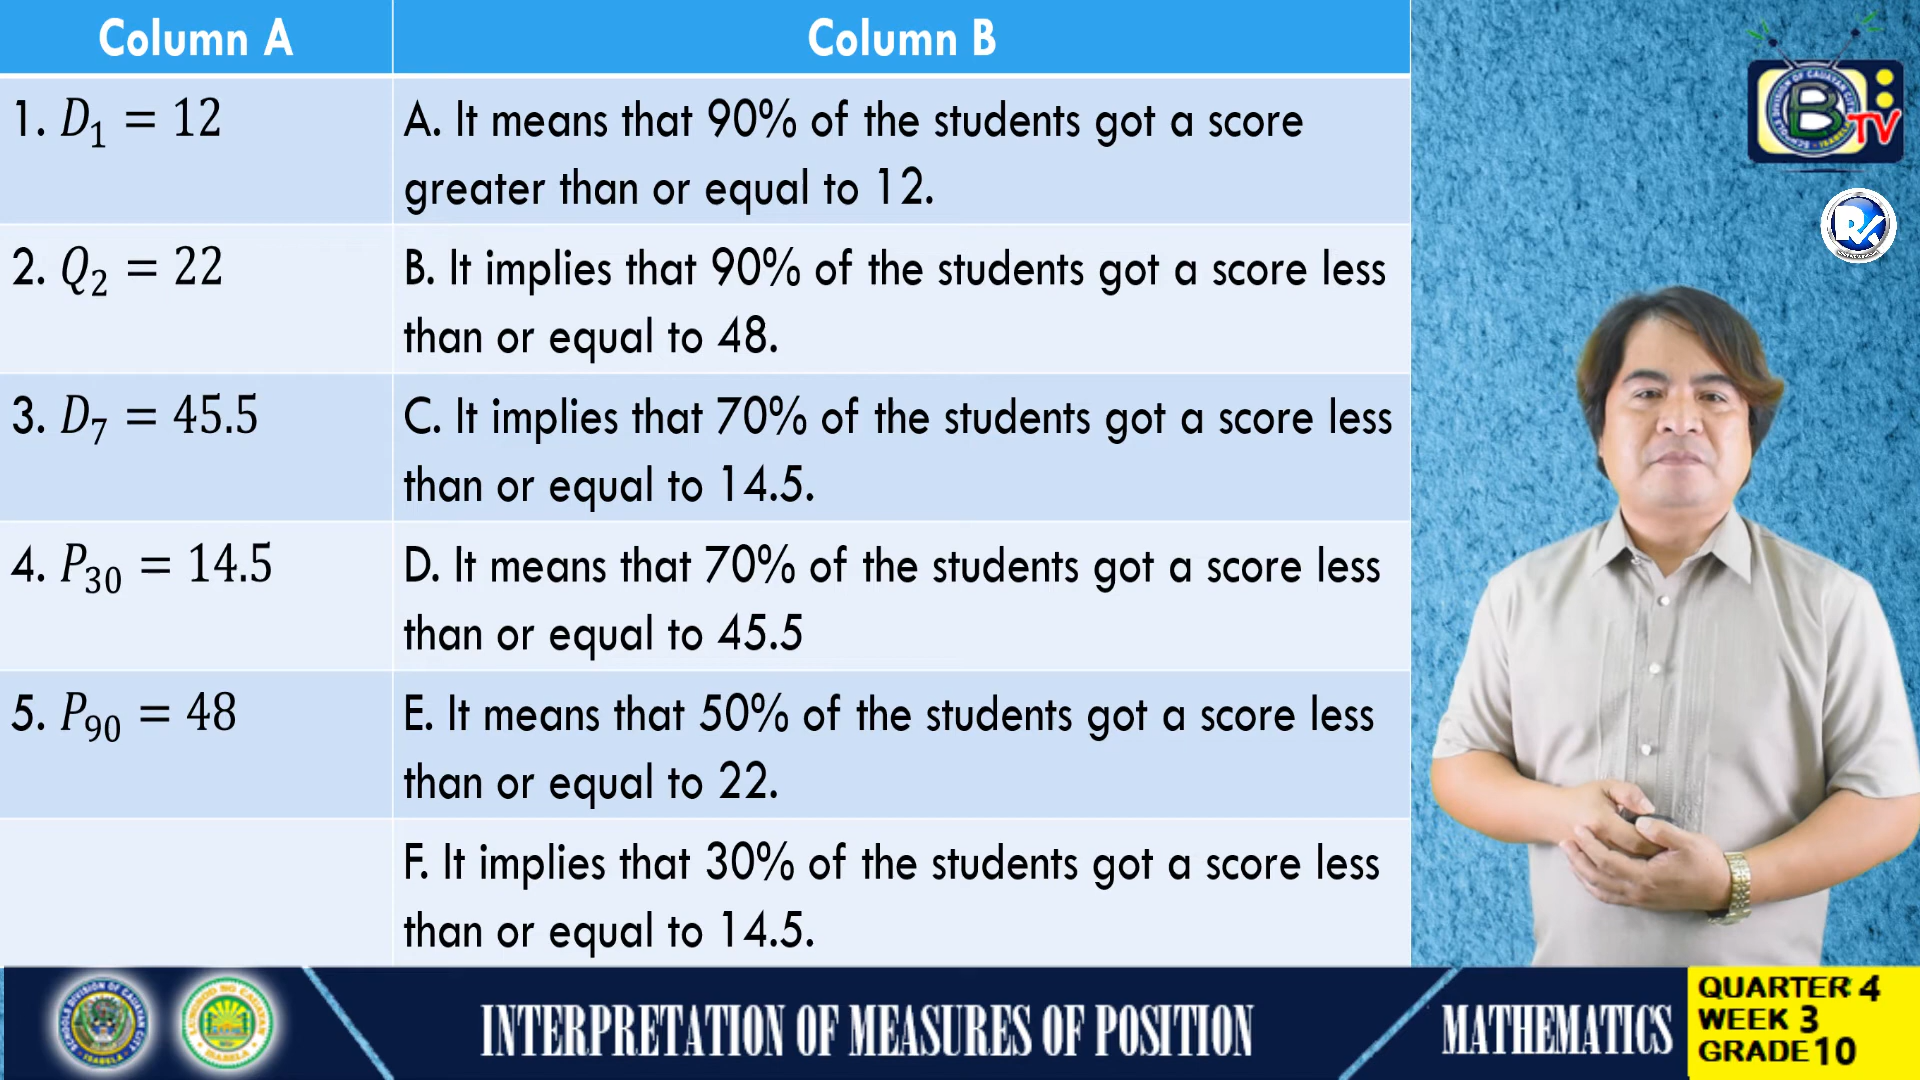 Column A
Column B
1. D₁ = 12
A. It means that 90% of the students got a score
greater than or equal to 12.
2. Q₂ = 22
B. It implies that 90% of the students got a score less
than or equal to 48.
3. D₇ = 45.5
C. It implies that 70% of the students got a score less
than or equal to 14.5.
4. P₃₀ = 14.5
D. It means that 70% of the students got a score less
than or equal to 45.5
5. P₉₀ = 48
E. It means that 50% of the students got a score less
than or equal to 22.
F. It implies that 30% of the students got a score less
than or equal to 14.5.
B TV
INTERPRETATION OF MEASURES OF POSITION
MATHEMATICS
QUARTER 4
WEEK 3
GRADE 10